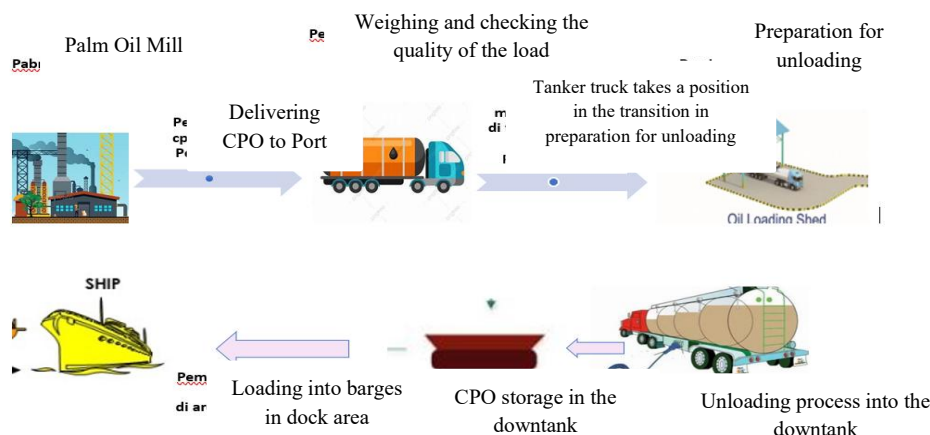 Palm Oil Mill
Weighing and checking the
quality of the load
Preparation for
unloading
Delivering
CPO to Port
Tanker truck takes a position
in the transition in
preparation for unloading
Oil Loading Shed
SHIP
Loading into barges
in dock area
CPO storage in the
downtank
Unloading process into the
downtank